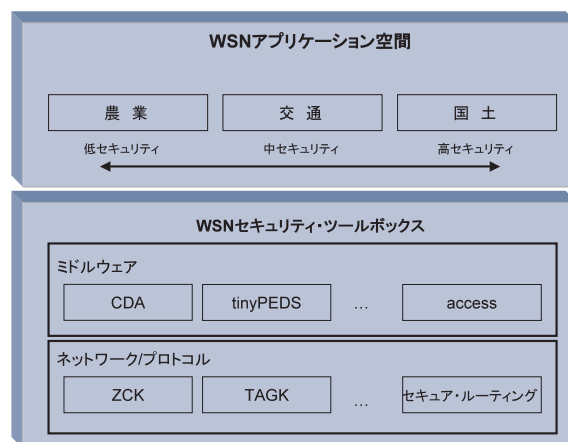 WSNアプリケーション空間
農業
交通
国土
低セキュリティ
中セキュリティ
高セキュリティ
WSNセキュリティ・ツールボックス
ミドルウェア
CDA
tinyPEDS
...
access
ネットワーク/プロトコル
ZCK
TAGK
...
セキュア・ルーティング